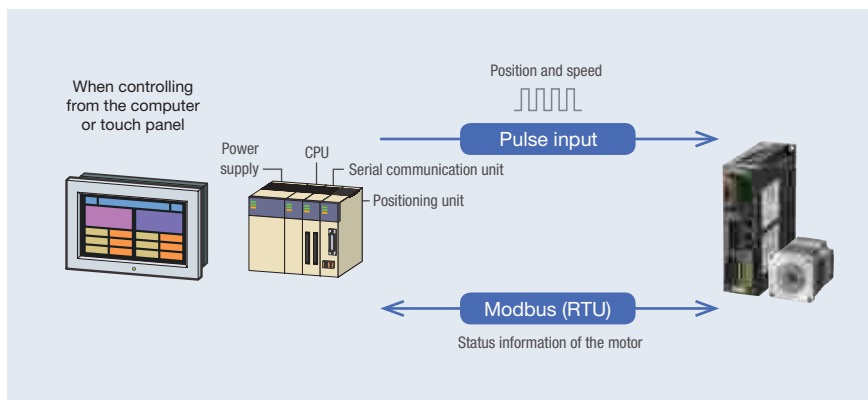 When controlling
from the computer
or touch panel
Power
supply
CPU
Serial communication unit
Positioning unit
Position and speed
Pulse input
Modbus (RTU)
Status information of the motor